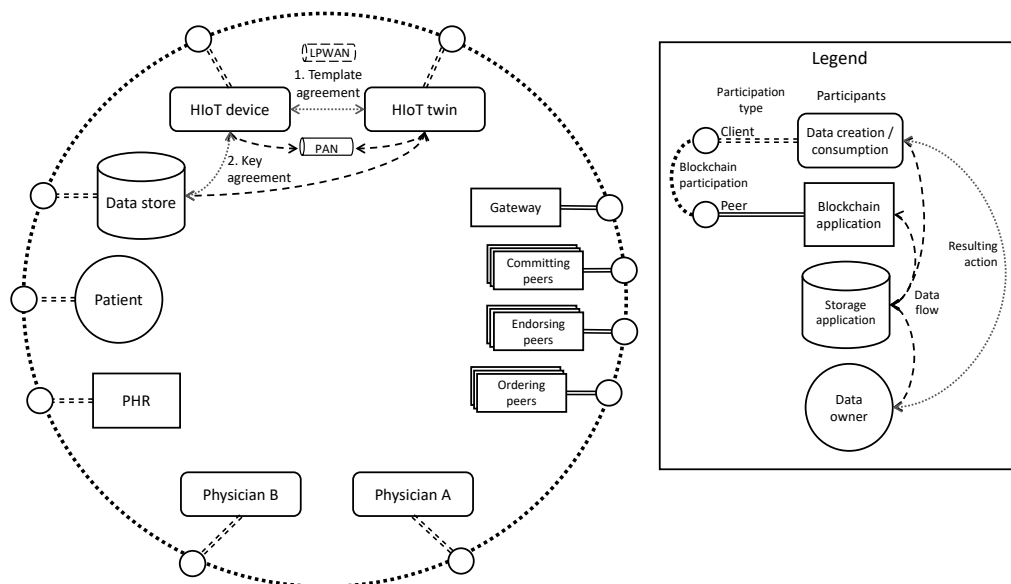 LPWAN
1. Template
agreement
HIoT device
HIoT twin
PAN
2. Key
agreement
Data store
Gateway
Committing
peers
Patient
Endorsing
peers
PHR
Ordering
peers
Physician B
Physician A
Legend
Participation
type
Participants
Client
Data creation /
consumption
Blockchain
participation
Peer
Blockchain
application
Resulting
action
Storage
application
Data
flow
Data
owner